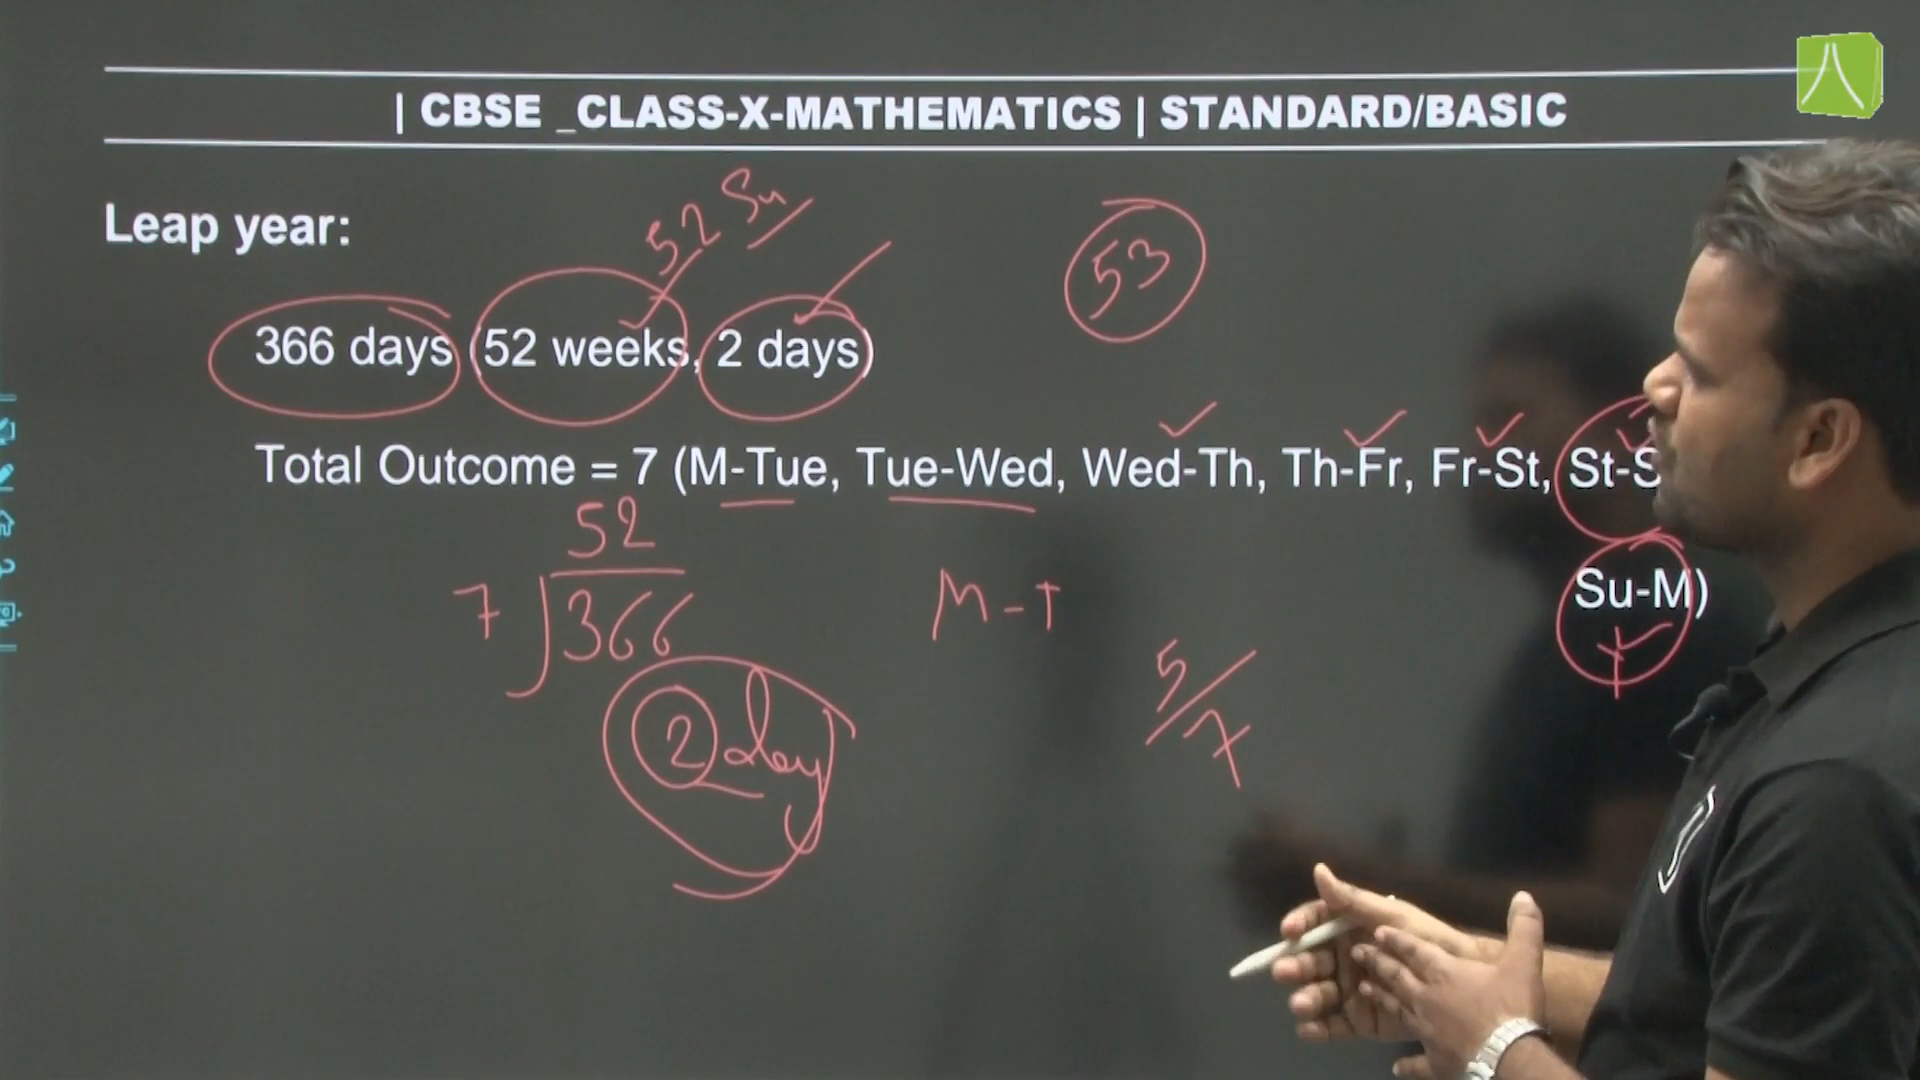 | CBSE _CLASS-X-MATHEMATICS | STANDARD/BASIC
Leap year:
52 Su
53
366 days (52 weeks, 2 days)
Total Outcome = 7 (M-Tue, Tue-Wed, Wed-Th, Th-Fr, Fr-St, St-S
Su-M)
52
7 366
M-T
5/7
2 day